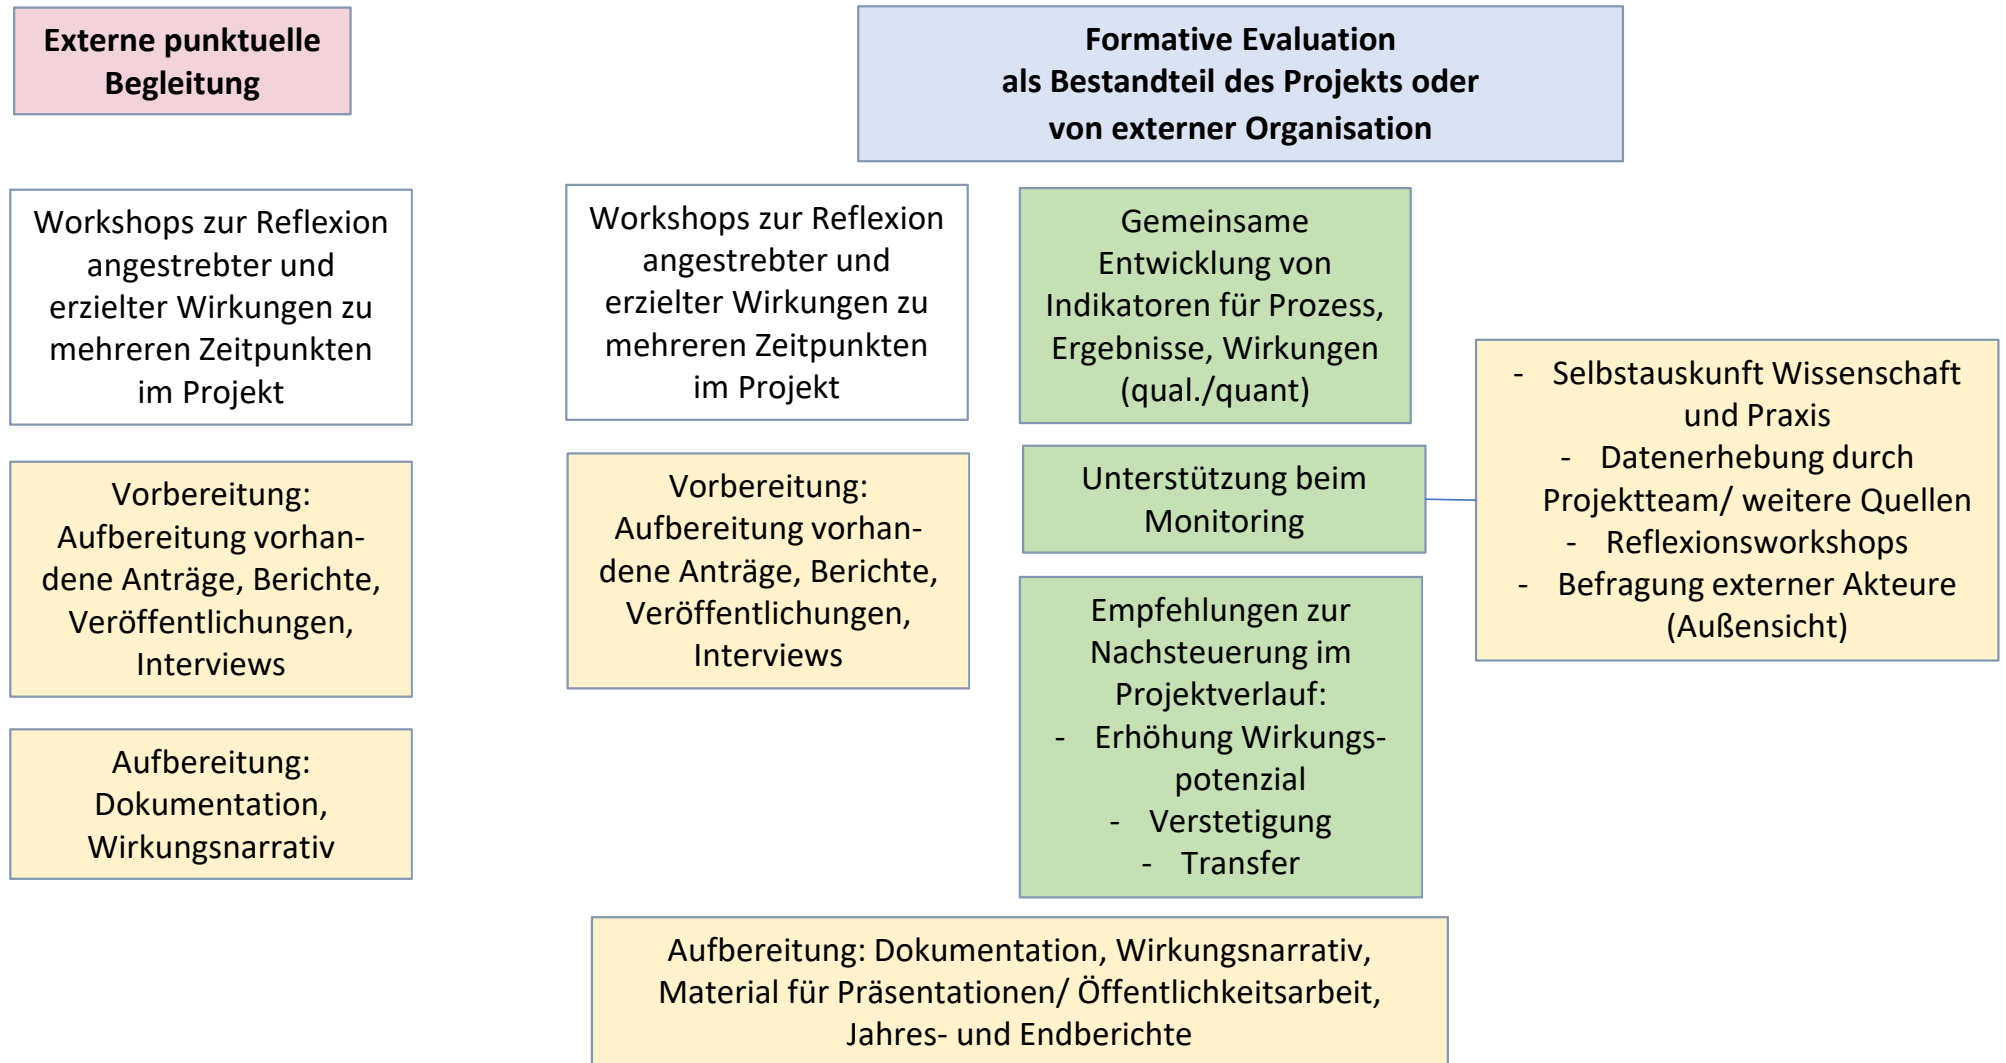 Externe punktuelle
Begleitung
Formative Evaluation
als Bestandteil des Projekts oder
von externer Organisation
Workshops zur Reflexion
angestrebter und
erzielter Wirkungen zu
mehreren Zeitpunkten
im Projekt
Vorbereitung:
Aufbereitung vorhan-
dene Anträge, Berichte,
Veröffentlichungen,
Interviews
Aufbereitung:
Dokumentation,
Wirkungsnarrativ
Workshops zur Reflexion
angestrebter und
erzielter Wirkungen zu
mehreren Zeitpunkten
im Projekt
Vorbereitung:
Aufbereitung vorhan-
dene Anträge, Berichte,
Veröffentlichungen,
Interviews
Gemeinsame
Entwicklung von
Indikatoren für Prozess,
Ergebnisse, Wirkungen
(qual./quant)
Unterstützung beim
Monitoring
Empfehlungen zur
Nachsteuerung im
Projektverlauf:
- Erhöhung Wirkungs-
potenzial
- Verstetigung
- Transfer
- Selbstauskunft Wissenschaft
und Praxis
- Datenerhebung durch
Projektteam/ weitere Quellen
- Reflexionsworkshops
- Befragung externer Akteure
(Außensicht)
Aufbereitung: Dokumentation, Wirkungsnarrativ,
Material für Präsentationen/ Öffentlichkeitsarbeit,
Jahres- und Endberichte